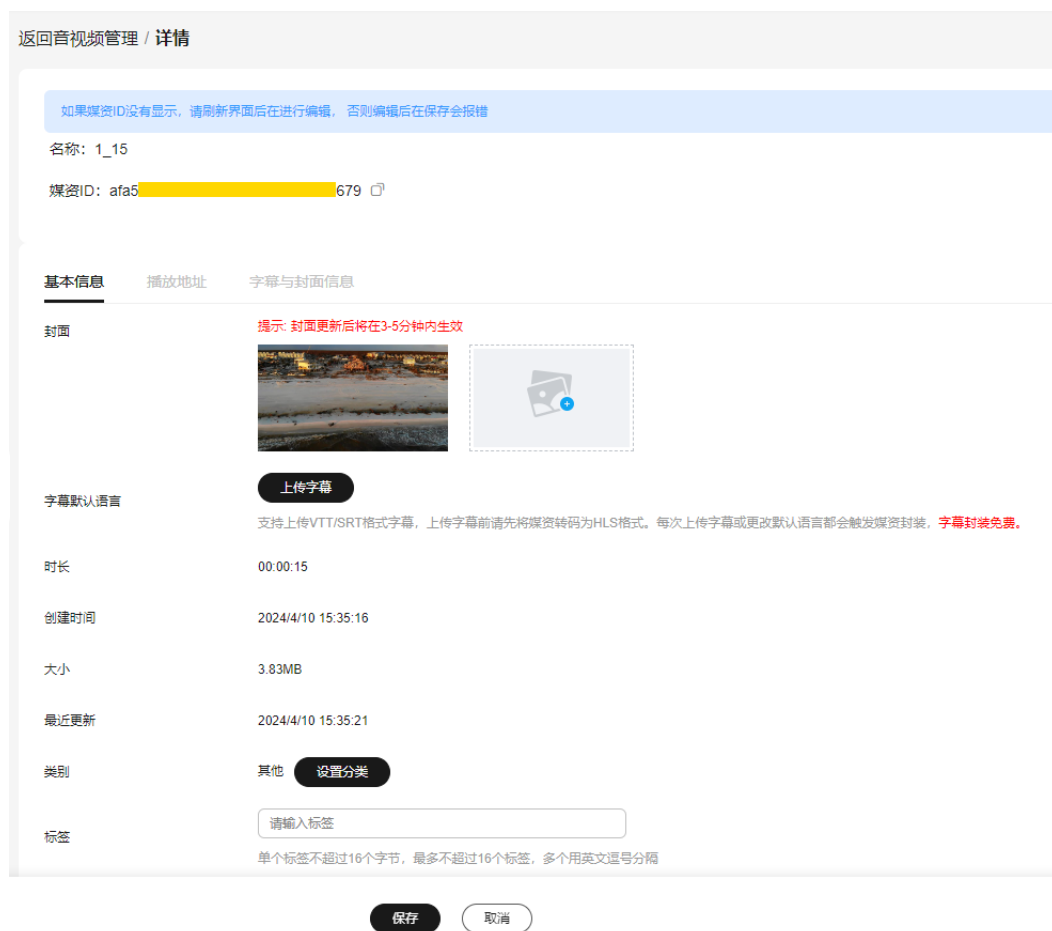 返回音视频管理 / 详情
如果媒资ID没有显示，请刷新界面后在进行编辑， 否则编辑后在保存会报错
名称：1_15
媒资ID：afa5 679
基本信息 播放地址 字幕与封面信息
封面 提示: 封面更新后将在3-5分钟内生效
字幕默认语言 上传字幕
支持上传VTT/SRT格式字幕，上传字幕前请先将媒资转码为HLS格式。每次上传字幕或更改默认语言都会触发媒资封装，字幕封装免费。
时长 00:00:15
创建时间 2024/4/10 15:35:16
大小 3.83MB
最近更新 2024/4/10 15:35:21
类别 其他 设置分类
标签 请输入标签
单个标签不超过16个字节，最多不超过16个标签，多个用英文逗号分隔
保存 取消